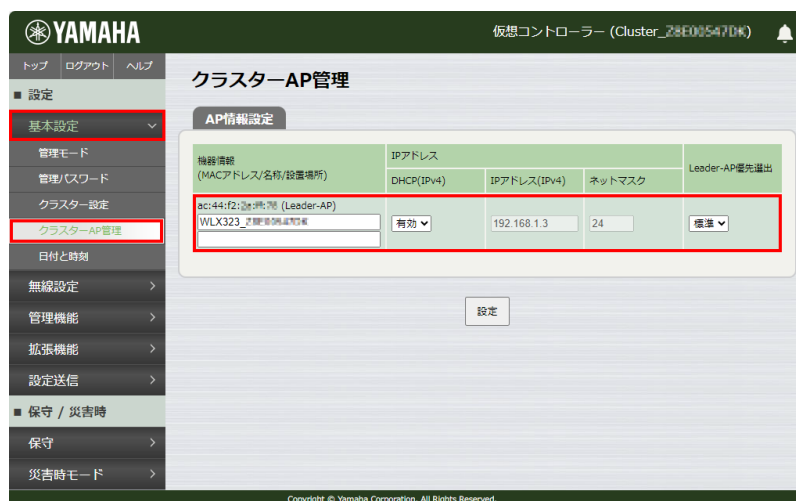 YAMAHA
仮想コントローラー (Cluster_
トップ ログアウト ヘルプ
■ 設定
基本設定
管理モード
管理パスワード
クラスター設定
クラスターAP管理
日付と時刻
無線設定
管理機能
拡張機能
設定送信
■ 保守 / 災害時
保守
災害時モード
クラスターAP管理
AP情報設定
機器情報
(MACアドレス/名称/設置場所)
IPアドレス
DHCP(IPv4) IPアドレス(IPv4) ネットマスク
Leader-AP優先選出
ac:44:f2: (Leader-AP)
WLX323_
有効 192.168.1.3 24 標準
設定
Copyright © Yamaha Corporation. All Rights Reserved.